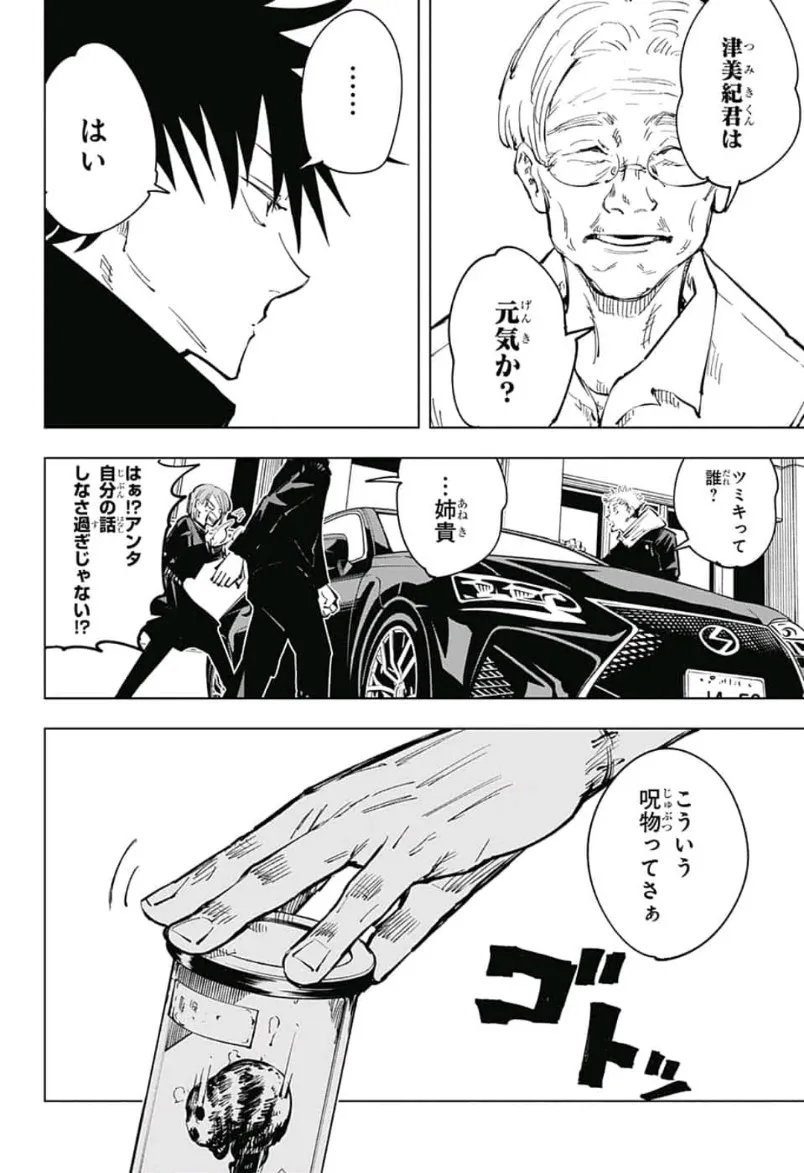 津美紀君は
元気か？
……
はい
ツミキって
誰？
…姉貴
はぁ!?アンタ
自分の話
しなさ過ぎじゃない!?
こういう
呪物ってさぁ
ゴトッ